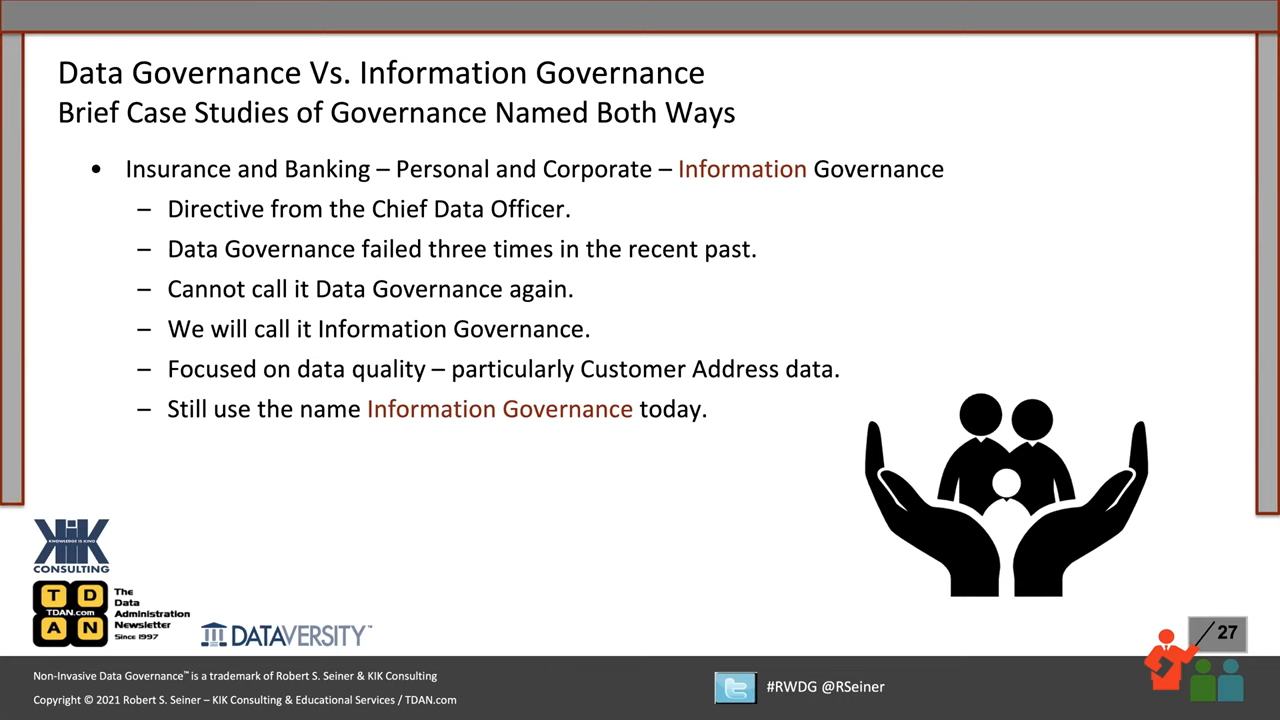 Data Governance Vs. Information Governance
Brief Case Studies of Governance Named Both Ways
• Insurance and Banking – Personal and Corporate – Information Governance
– Directive from the Chief Data Officer.
– Data Governance failed three times in the recent past.
– Cannot call it Data Governance again.
– We will call it Information Governance.
– Focused on data quality – particularly Customer Address data.
– Still use the name Information Governance today.
KIK
KNOWLEDGE IS KING
CONSULTING
T D
TDAN.com
A N
The
Data
Administration
Newsletter
Since 1997
DATAVERSITY™
27
Non-Invasive Data Governance™ is a trademark of Robert S. Seiner & KIK Consulting
Copyright © 2021 Robert S. Seiner – KIK Consulting & Educational Services / TDAN.com
#RWDG @RSeiner